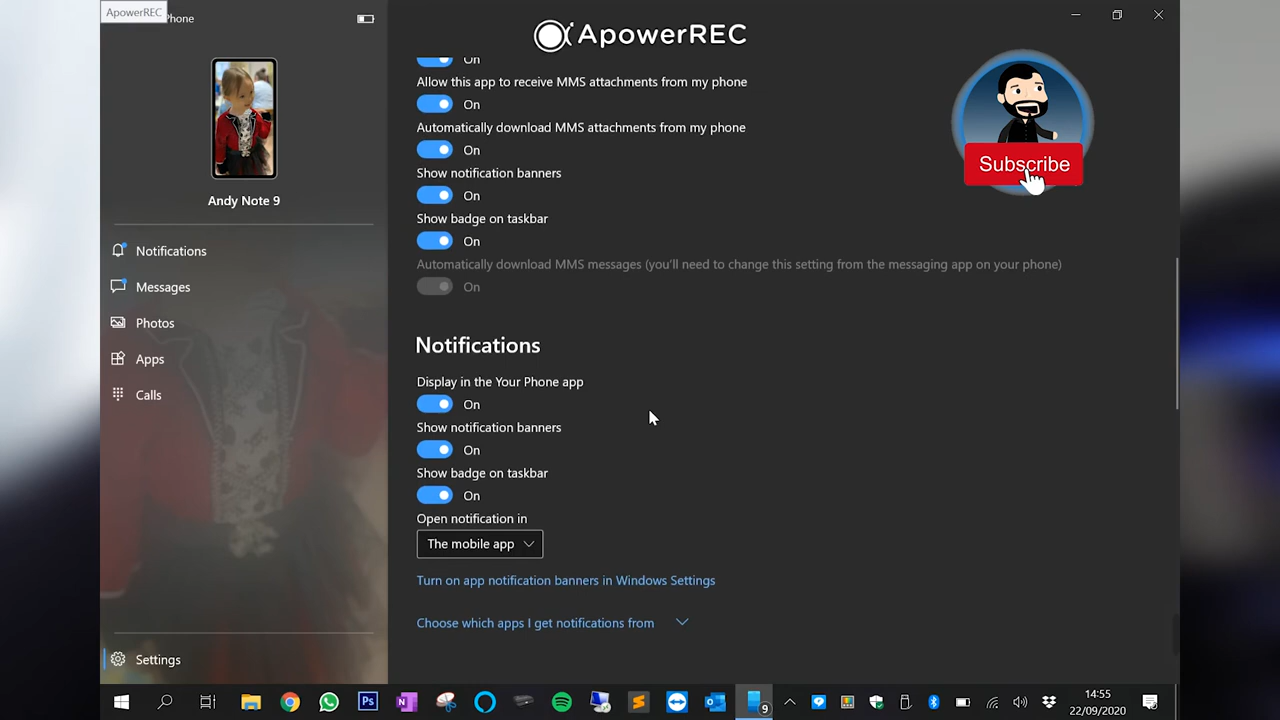 ApowerREC
hone
ApowerREC
On
Allow this app to receive MMS attachments from my phone
On
Automatically download MMS attachments from my phone
On
Show notification banners
On
Show badge on taskbar
On
Automatically download MMS messages (you'll need to change this setting from the messaging app on your phone)
On
Subscribe
Andy Note 9
Notifications
Messages
Photos
Apps
Calls
Settings
Notifications
Display in the Your Phone app
On
Show notification banners
On
Show badge on taskbar
On
Open notification in
The mobile app
Turn on app notification banners in Windows Settings
Choose which apps I get notifications from
Ps
9
14:55
22/09/2020